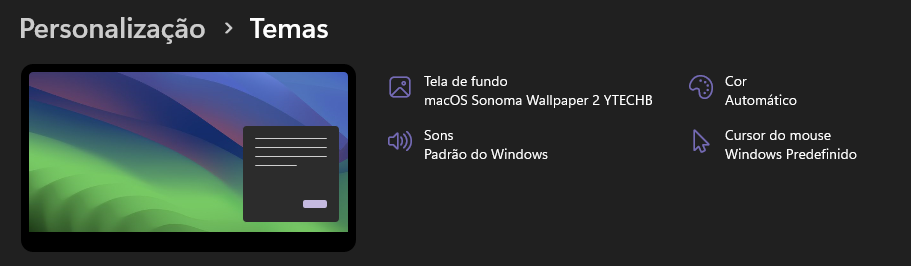 Personalização > Temas
Tela de fundo
macOS Sonoma Wallpaper 2 YTECHB
Cor
Automático
Sons
Padrão do Windows
Cursor do mouse
Windows Predefinido